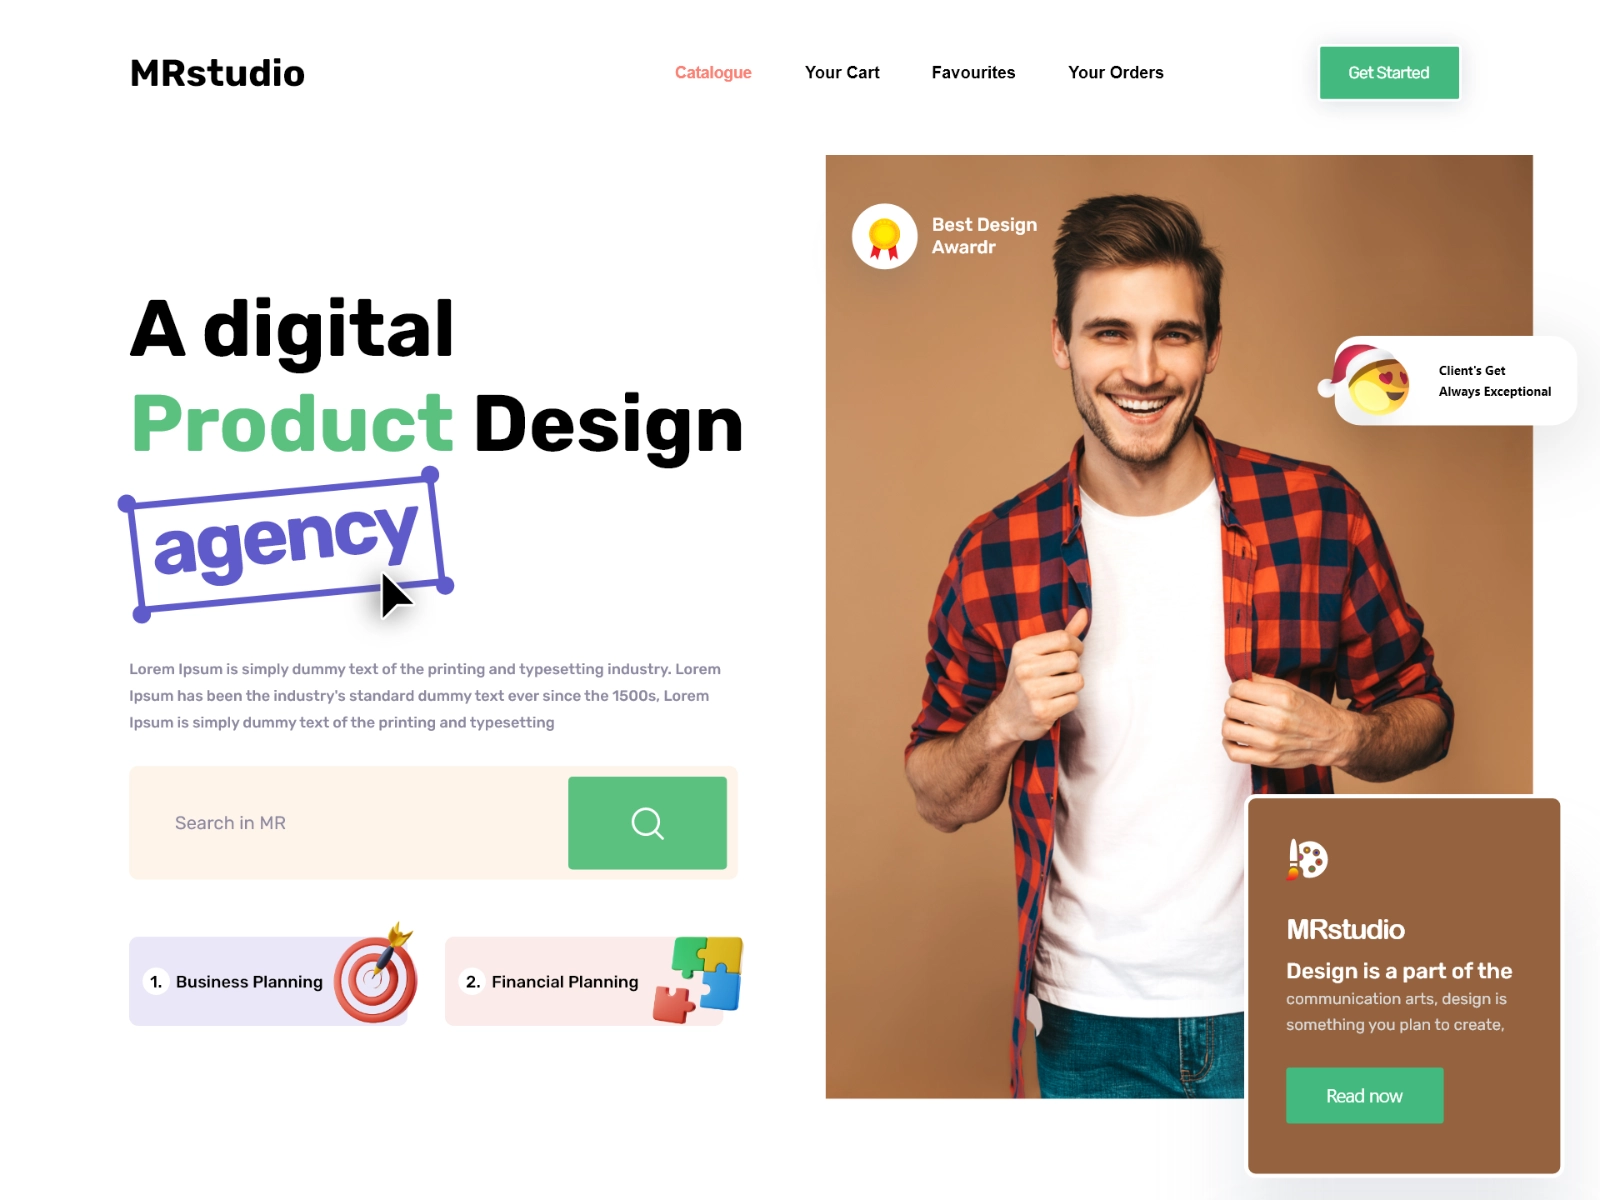 MRstudio
Catalogue
Your Cart
Favourites
Your Orders
Get Started
A digital
Product Design
agency
Lorem Ipsum is simply dummy text of the printing and typesetting industry. Lorem
Ipsum has been the industry's standard dummy text ever since the 1500s, Lorem
Ipsum is simply dummy text of the printing and typesetting
Search in MR
1. Business Planning
2. Financial Planning
Best Design
Awardr
Client's Get
Always Exceptional
MRstudio
Design is a part of the
communication arts, design is
something you plan to create,
Read now